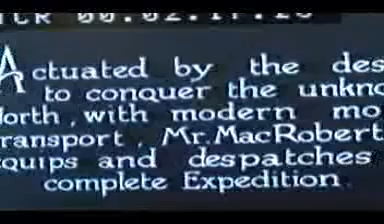 Actuated by the des
to conquer the unkno
orth, with modern mo
ransport, Mr. MacRobert
quips and despatches
complete Expedition